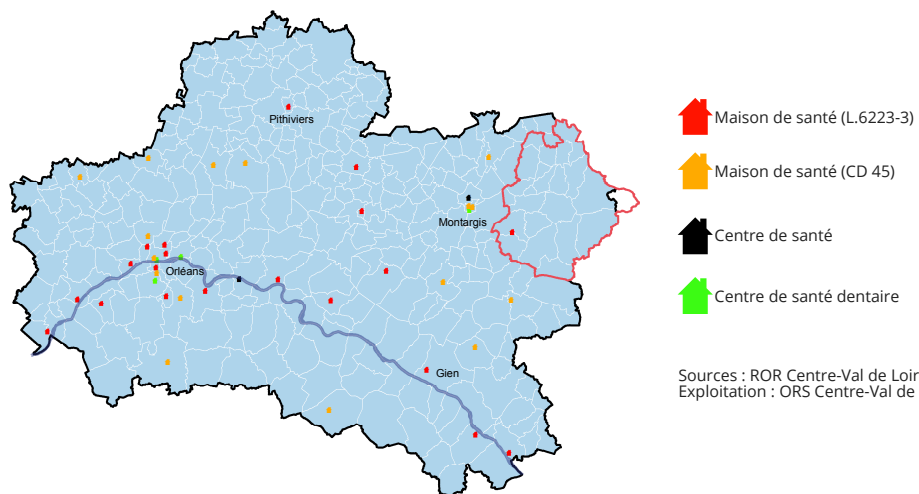 Pithiviers
Montargis
Orléans
Gien
Maison de santé (L.6223-3)
Maison de santé (CD 45)
Centre de santé
Centre de santé dentaire
Sources : ROR Centre-Val de Loir
Exploitation : ORS Centre-Val de